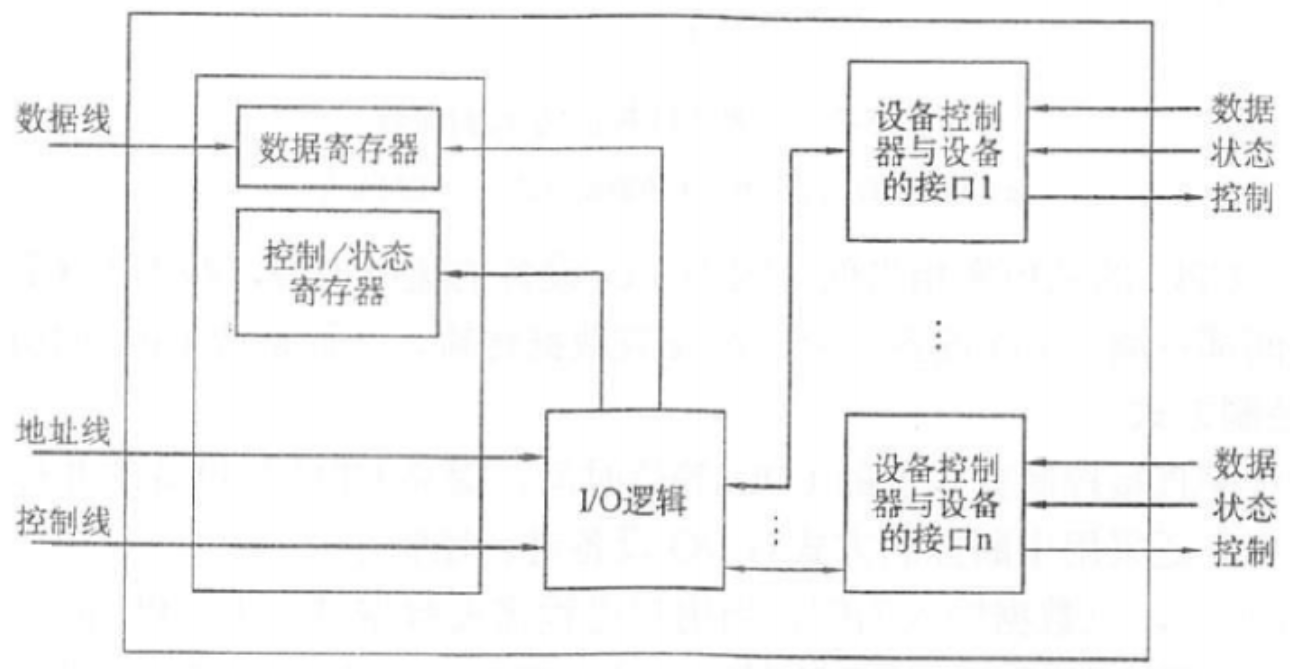 数据线
数据寄存器
控制/状态
寄存器
地址线
控制线
I/O逻辑
设备控制
器与设备
的接口1
数据
状态
控制
⋮
⋮
设备控制
器与设备
的接口n
数据
状态
控制